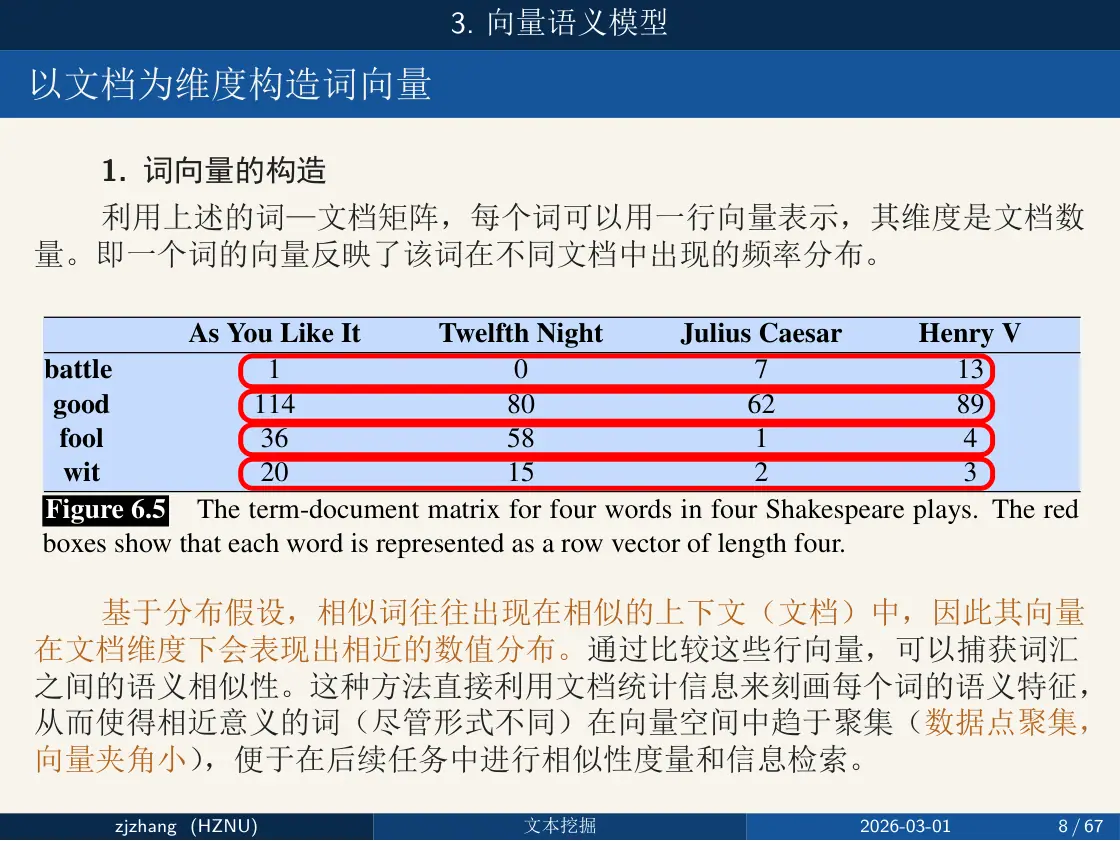 3. 向量语义模型
以文档为维度构造词向量
1. 词向量的构造
利用上述的词—文档矩阵，每个词可以用一行向量表示，其维度是文档数
量。即一个词的向量反映了该词在不同文档中出现的频率分布。
As You Like It Twelfth Night Julius Caesar Henry V
battle 1 0 7 13
good 114 80 62 89
fool 36 58 1 4
wit 20 15 2 3
Figure 6.5 The term-document matrix for four words in four Shakespeare plays. The red
boxes show that each word is represented as a row vector of length four.
基于分布假设，相似词往往出现在相似的上下文（文档）中，因此其向量
在文档维度下会表现出相近的数值分布。通过比较这些行向量，可以捕获词汇
之间的语义相似性。这种方法直接利用文档统计信息来刻画每个词的语义特征，
从而使得相近意义的词（尽管形式不同）在向量空间中趋于聚集（数据点聚集，
向量夹角小），便于在后续任务中进行相似性度量和信息检索。
zjzhang (HZNU) 文本挖掘 2026-03-01 8 / 67